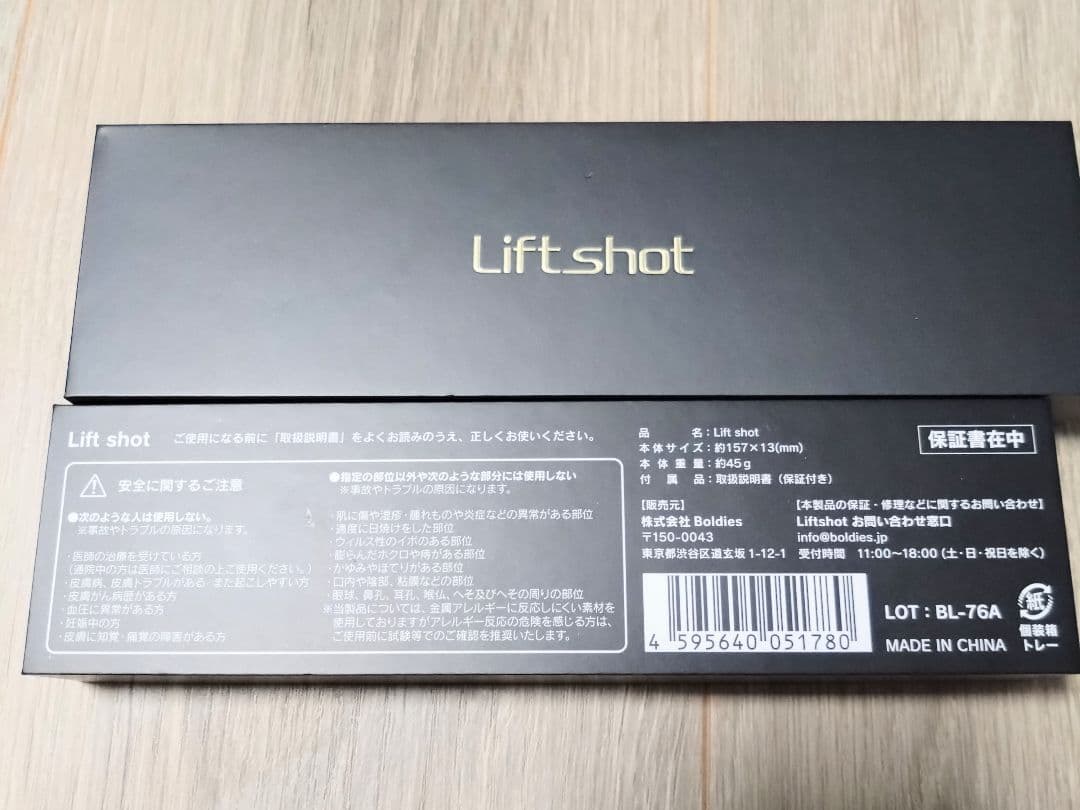 Lift shot
Lift shot ご使用になる前に「取扱説明書」をよくお読みのうえ、正しくお使いください。
安全に関するご注意
●次のような人は使用しない。
※事故やトラブルの原因になります。
・医師の治療を受けている方
（通院中の方は医師にご相談の上ご使用ください。）
・皮膚病、皮膚トラブルがある・また起こしやすい方
・皮膚がん病歴がある方
・血圧に異常がある方
・妊娠中の方
・皮膚に知覚・痛覚の障害がある方
●指定の部位以外や次のような部分には使用しない
※事故やトラブルの原因になります。
・肌に傷や湿疹・腫れものや炎症などの異常がある部位
・過度に日焼けをした部位
・ウィルス性のイボのある部位
・膨らんだホクロや痔がある部位
・かゆみやほてりがある部位
・口内や陰部、粘膜などの部位
・眼球、鼻孔、耳孔、喉仏、へそ及びへその周りの部位
※当製品については、金属アレルギーに反応しにくい素材を
使用しておりますがアレルギー反応の危険を感じる方は、
ご使用前に試験等でのご確認を推奨いたします。
品名：Lift shot
本体サイズ：約157×13(mm)
本体重量：約45g
付属品：取扱説明書（保証付き）
保証書在中
【販売元】
株式会社 Boldies
〒150-0043
東京都渋谷区道玄坂 1-12-1
【本製品の保証・修理などに関するお問い合わせ】
Liftshot お問い合わせ窓口
info@boldies.jp
受付時間 11:00～18:00（土・日・祝日を除く）
4 595640 051780
LOT：BL-76A
MADE IN CHINA
紙
個装箱
トレー